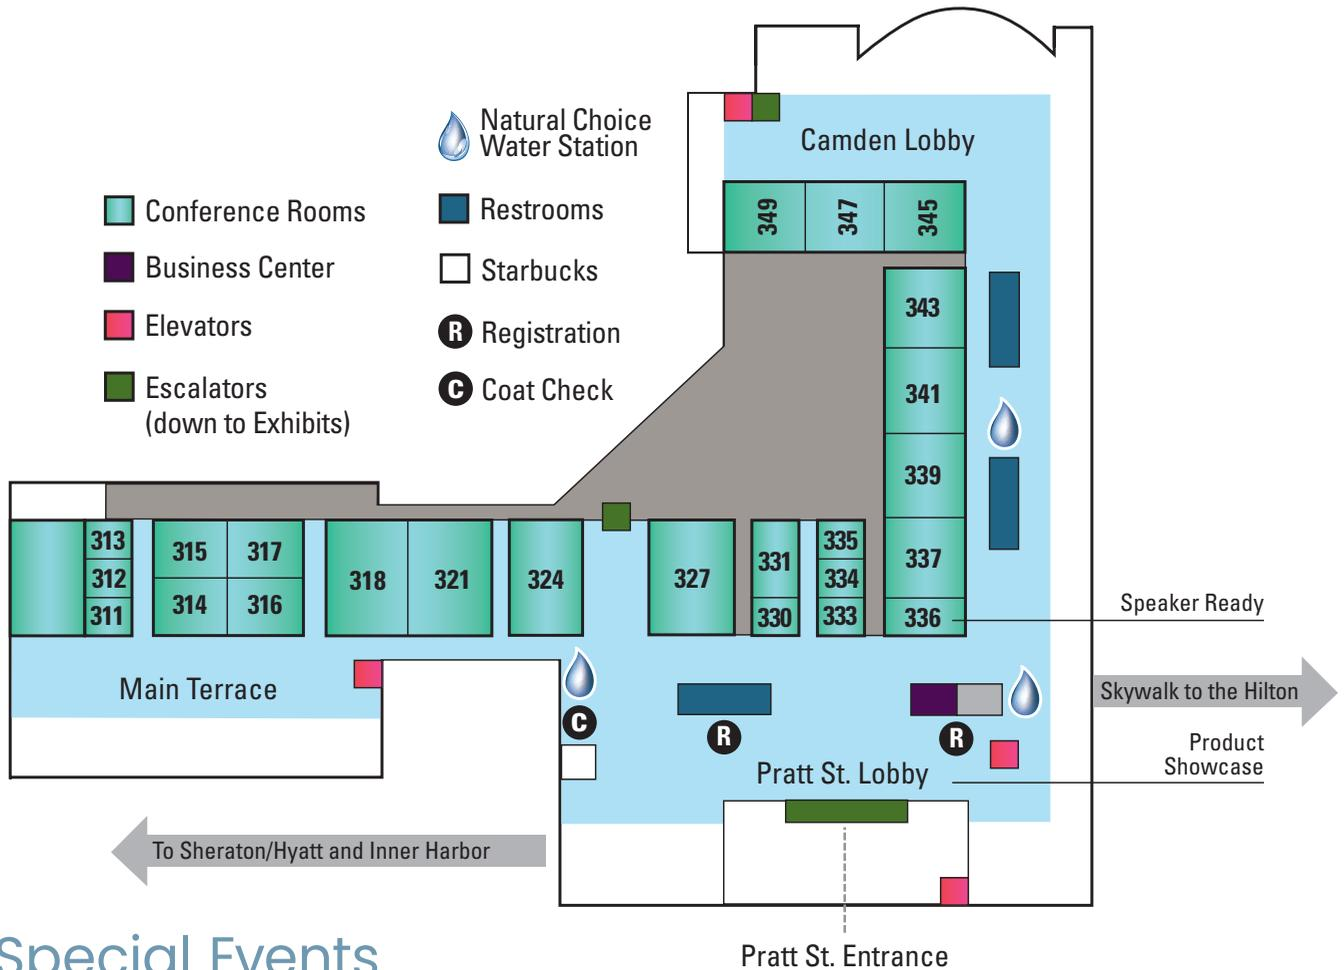 Natural Choice
Water Station
Camden Lobby
Conference Rooms
Restrooms
Business Center
Starbucks
Elevators
R Registration
Escalators
(down to Exhibits)
C Coat Check
349
347
345
343
341
339
337
336
313
312
311
315
317
314
316
318
321
324
327
331
330
335
334
333
Speaker Ready
Main Terrace
Skywalk to the Hilton
C
R
R
Product
Showcase
Pratt St. Lobby
To Sheraton/Hyatt and Inner Harbor
Pratt St. Entrance
Special Events